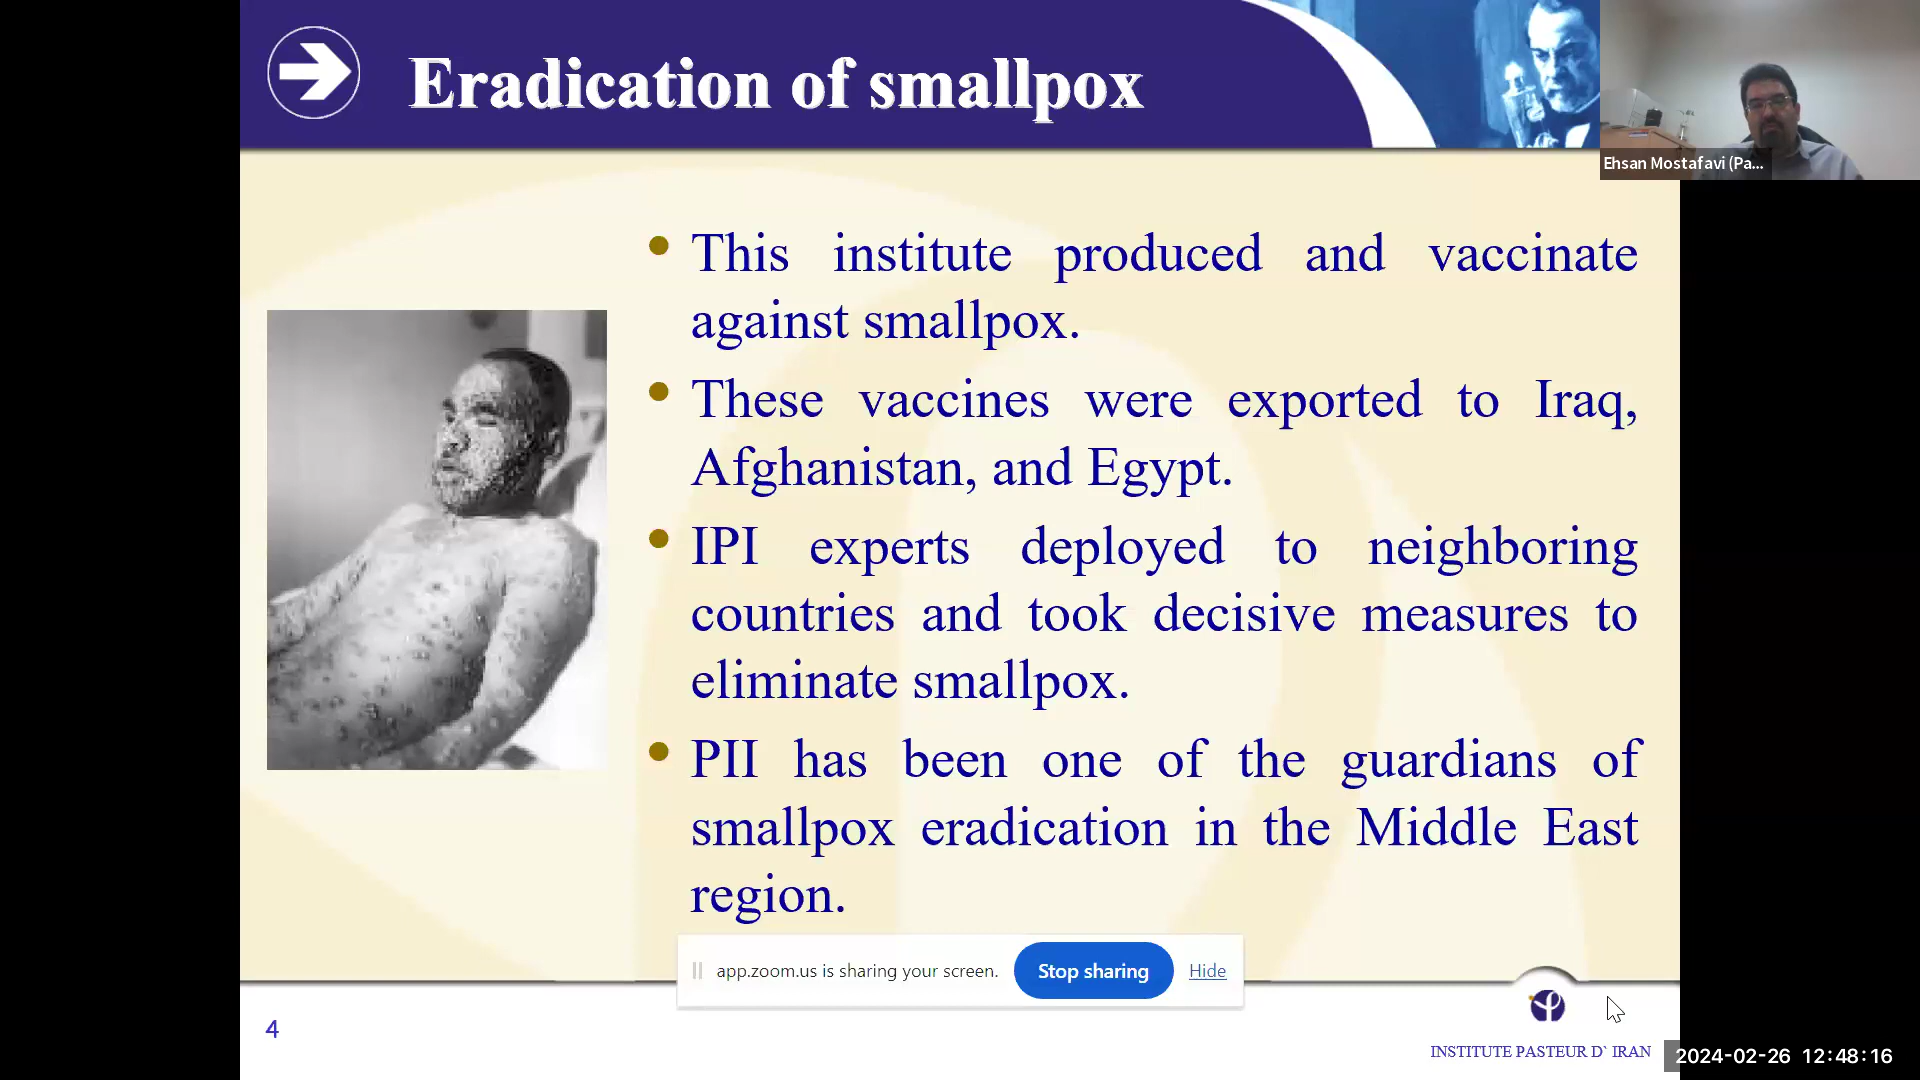 Eradication of smallpox
Ehsan Mostafavi (Pa...
This institute produced and vaccinate
against smallpox.
These vaccines were exported to Iraq,
Afghanistan, and Egypt.
IPI experts deployed to neighboring
countries and took decisive measures to
eliminate smallpox.
PII has been one of the guardians of
smallpox eradication in the Middle East
region.
app.zoom.us is sharing your screen. Stop sharing Hide
4
INSTITUTE PASTEUR D` IRAN
2024-02-26 12:48:16